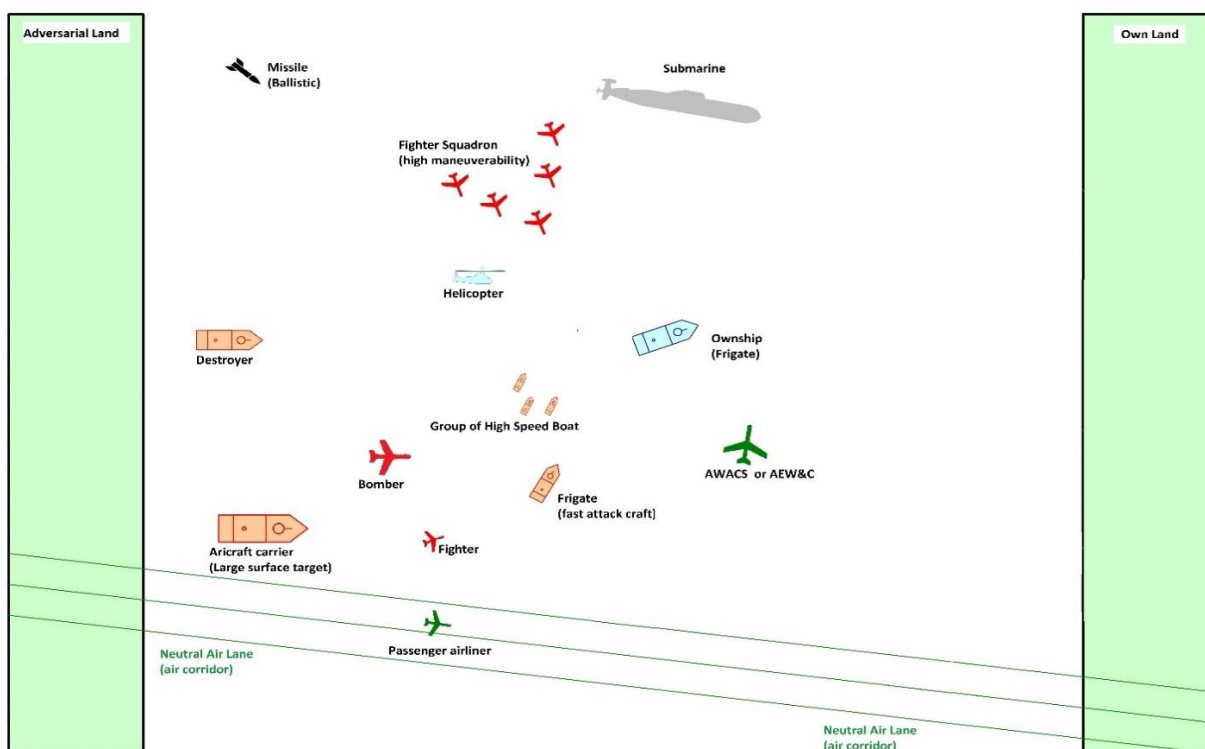 Adversarial Land
Own Land
Missile
(Ballistic)
Submarine
Fighter Squadron
(high maneuverability)
Helicopter
Destroyer
Ownship
(Frigate)
Group of High Speed Boat
Bomber
AWACS or AEW&C
Frigate
(fast attack craft)
Aricraft carrier
(Large surface target)
Fighter
Passenger airliner
Neutral Air Lane
(air corridor)
Neutral Air Lane
(air corridor)